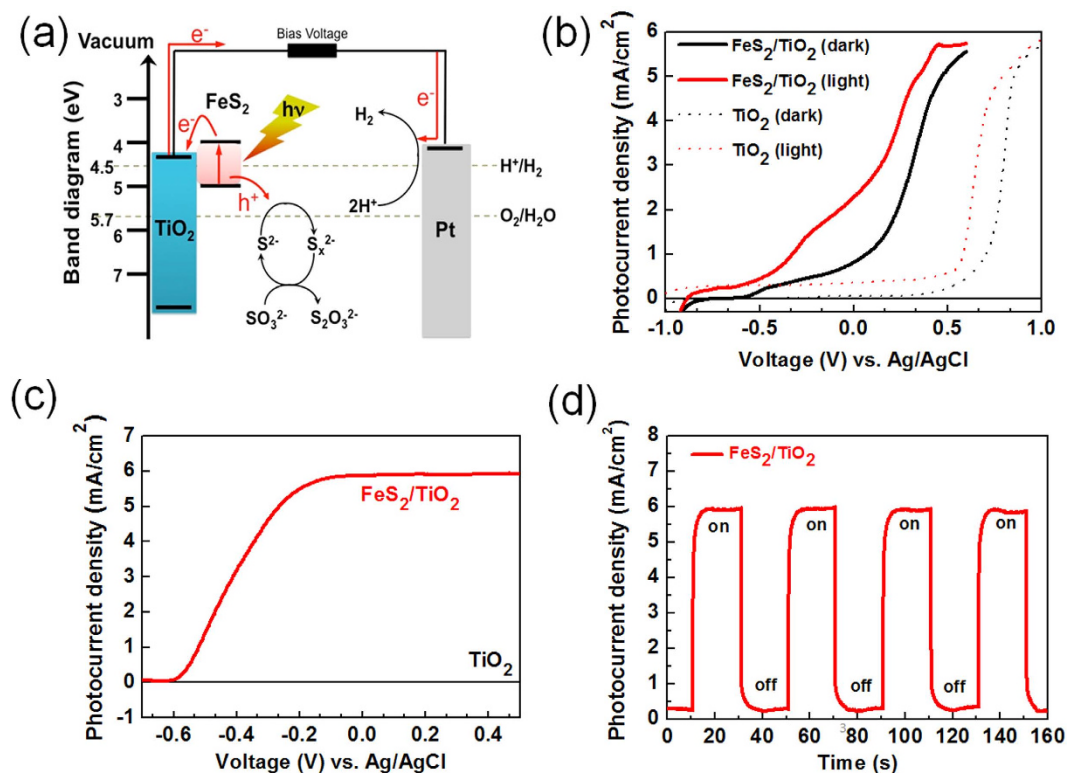 (a)
Vacuum
Band diagram (eV)
3
4
4.5
5
5.7
6
7
e⁻
Bias Voltage
FeS₂
e⁻
hν
h⁺
TiO₂
S²⁻
Sₓ²⁻
SO₃²⁻
S₂O₃²⁻
e⁻
H₂
2H⁺
Pt
H⁺/H₂
O₂/H₂O
(b)
Photocurrent density (mA/cm²)
6
5
4
3
2
1
0
FeS₂/TiO₂ (dark)
FeS₂/TiO₂ (light)
TiO₂ (dark)
TiO₂ (light)
-1.0 -0.5 0.0 0.5 1.0
Voltage (V) vs. Ag/AgCl
(c)
Photocurrent density (mA/cm²)
7
6
5
4
3
2
1
0
-1
FeS₂/TiO₂
TiO₂
-0.6 -0.4 -0.2 -0.0 0.2 0.4
Voltage (V) vs. Ag/AgCl
(d)
Photocurrent density (mA/cm²)
8
7
6
5
4
3
2
1
0
FeS₂/TiO₂
on on on on
off off off
3
0 20 40 60 80 100 120 140 160
Time (s)